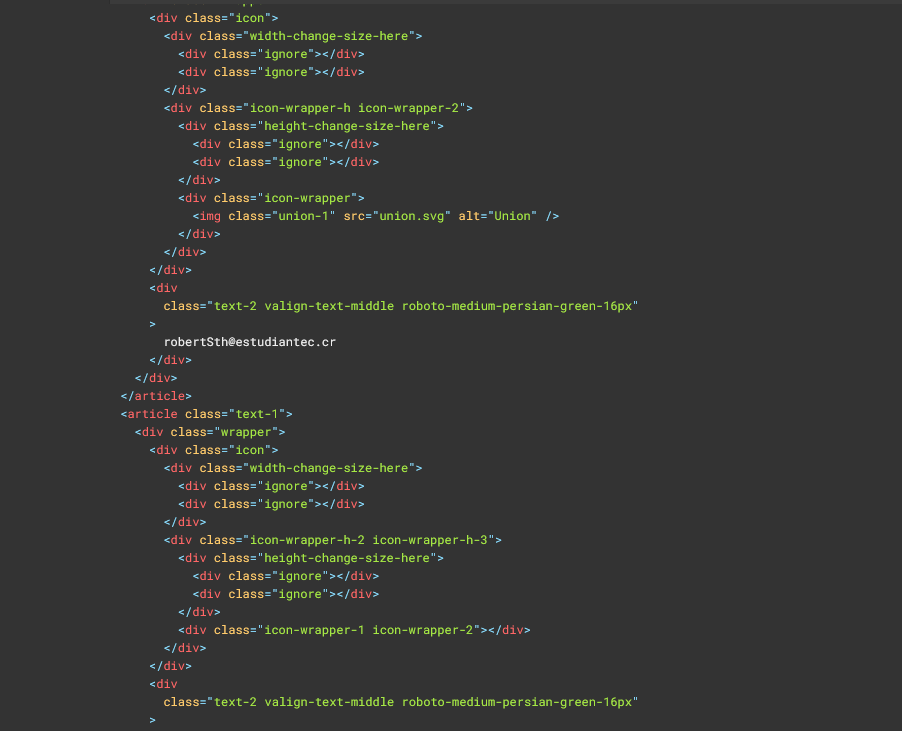 <div class="icon">
<div class="width-change-size-here">
<div class="ignore"></div>
<div class="ignore"></div>
</div>
<div class="icon-wrapper-h icon-wrapper-2">
<div class="height-change-size-here">
<div class="ignore"></div>
<div class="ignore"></div>
</div>
<div class="icon-wrapper">
<img class="union-1" src="union.svg" alt="Union" />
</div>
</div>
</div>
<div
class="text-2 valign-text-middle roboto-medium-persian-green-16px"
>
robertSth@estudiantec.cr
</div>
</div>
</article>
<article class="text-1">
<div class="wrapper">
<div class="icon">
<div class="width-change-size-here">
<div class="ignore"></div>
<div class="ignore"></div>
</div>
<div class="icon-wrapper-h-2 icon-wrapper-h-3">
<div class="height-change-size-here">
<div class="ignore"></div>
<div class="ignore"></div>
</div>
<div class="icon-wrapper-1 icon-wrapper-2"></div>
</div>
</div>
<div
class="text-2 valign-text-middle roboto-medium-persian-green-16px"
>